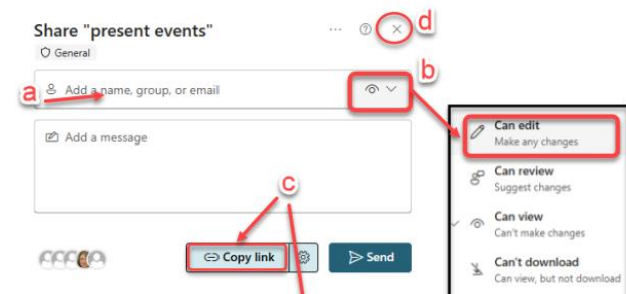 Share "present events"
General
d
a
Add a name, group, or email
b
Add a message
Can edit
Make any changes
Can review
Suggest changes
Can view
Can't make changes
Can't download
Can view, but not download
c
Copy link
Send